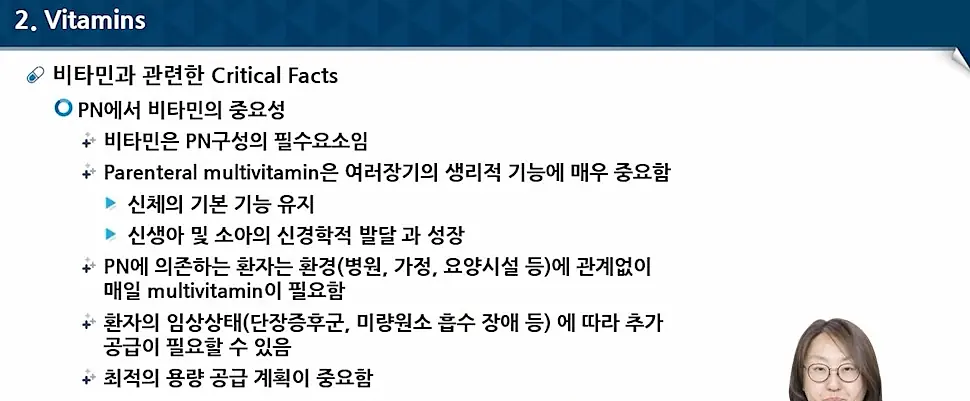 2. Vitamins
비타민과 관련한 Critical Facts
PN에서 비타민의 중요성
비타민은 PN구성의 필수요소임
Parenteral multivitamin은 여러장기의 생리적 기능에 매우 중요함
신체의 기본 기능 유지
신생아 및 소아의 신경학적 발달 과 성장
PN에 의존하는 환자는 환경(병원, 가정, 요양시설 등)에 관계없이
매일 multivitamin이 필요함
환자의 임상상태(단장증후군, 미량원소 흡수 장애 등) 에 따라 추가
공급이 필요할 수 있음
최적의 용량 공급 계획이 중요함